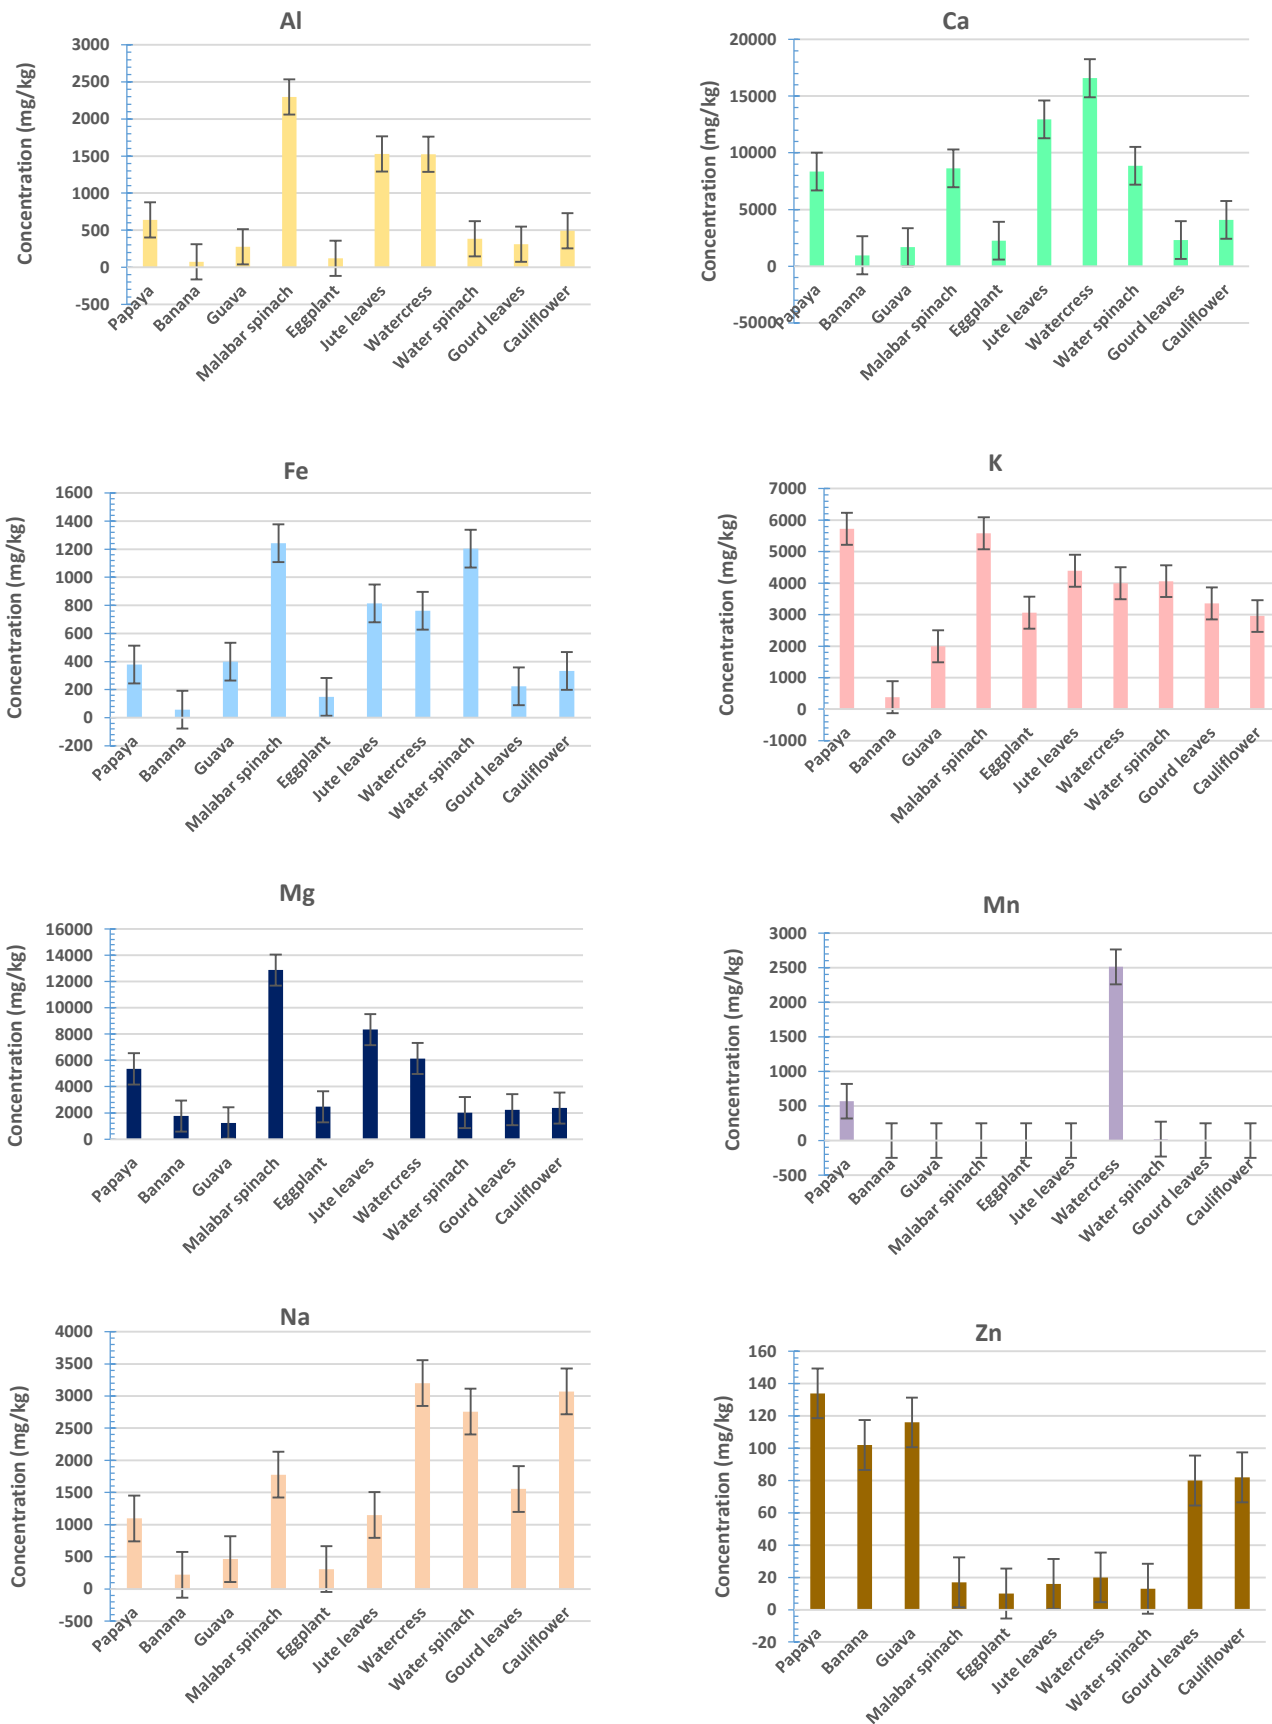 Al
Concentration (mg/kg)
3000
2500
2000
1500
1000
500
0
-500
Papaya
Banana
Guava
Malabar spinach
Eggplant
Jute leaves
Watercress
Water spinach
Gourd leaves
Cauliflower
Ca
Concentration (mg/kg)
20000
15000
10000
5000
0
-5000
Papaya
Banana
Guava
Malabar spinach
Eggplant
Jute leaves
Watercress
Water spinach
Gourd leaves
Cauliflower
Fe
Concentration (mg/kg)
1600
1400
1200
1000
800
600
400
200
0
-200
Papaya
Banana
Guava
Malabar spinach
Eggplant
Jute leaves
Watercress
Water spinach
Gourd leaves
Cauliflower
K
Concentration (mg/kg)
7000
6000
5000
4000
3000
2000
1000
0
-1000
Papaya
Banana
Guava
Malabar spinach
Eggplant
Jute leaves
Watercress
Water spinach
Gourd leaves
Cauliflower
Mg
Concentration (mg/kg)
16000
14000
12000
10000
8000
6000
4000
2000
0
Papaya
Banana
Guava
Malabar spinach
Eggplant
Jute leaves
Watercress
Water spinach
Gourd leaves
Cauliflower
Mn
Concentration (mg/kg)
3000
2500
2000
1500
1000
500
0
-500
Papaya
Banana
Guava
Malabar spinach
Eggplant
Jute leaves
Watercress
Water spinach
Gourd leaves
Cauliflower
Na
Concentration (mg/kg)
4000
3500
3000
2500
2000
1500
1000
500
0
-500
Papaya
Banana
Guava
Malabar spinach
Eggplant
Jute leaves
Watercress
Water spinach
Gourd leaves
Cauliflower
Zn
Concentration (mg/kg)
160
140
120
100
80
60
40
20
0
-20
Papaya
Banana
Guava
Malabar spinach
Eggplant
Jute leaves
Watercress
Water spinach
Gourd leaves
Cauliflower